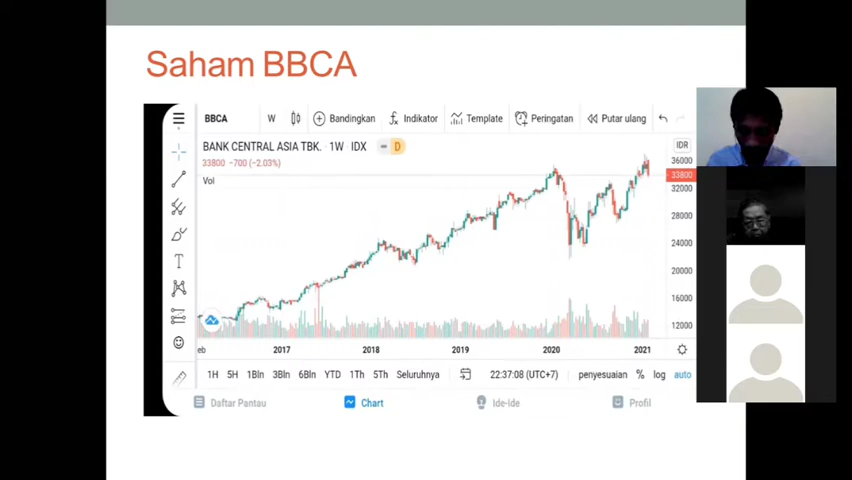 Saham BBCA
BBCA W Bandingkan Indikator Template Peringatan Putar ulang
BANK CENTRAL ASIA TBK. · 1W · IDX D IDR
33800 −700 (−2.03%)
Vol
36000
33800
32000
28000
24000
20000
16000
12000
eb 2017 2018 2019 2020 2021
1H 5H 1Bln 3Bln 6Bln YTD 1Th 5Th Seluruhnya 22:37:08 (UTC+7) penyesuaian % log auto
Daftar Pantau Chart Ide-Ide Profil